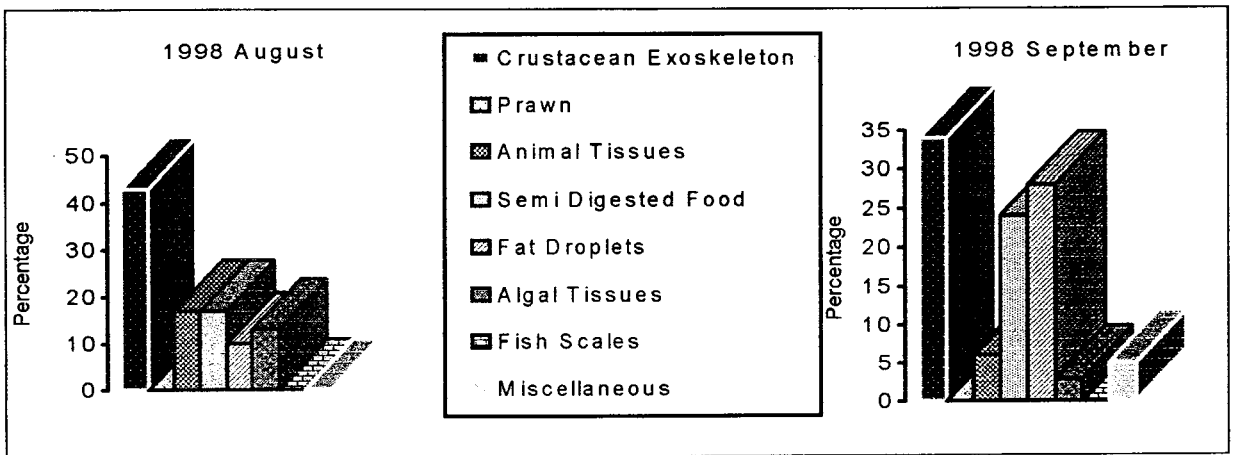 1998 August
50
40
30
20
10
0
Percentage
Crustacean Exoskeleton
Prawn
Animal Tissues
Semi Digested Food
Fat Droplets
Algal Tissues
Fish Scales
Miscellaneous
1998 September
35
30
25
20
15
10
5
0
Percentage